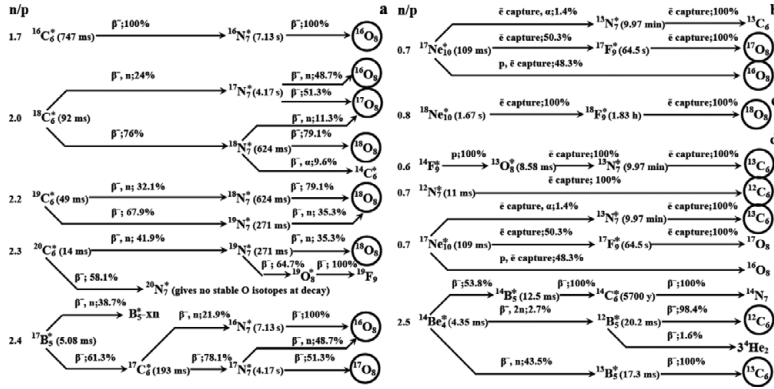 n/p
a
β⁻;100%
β⁻;100%
1.7 ¹⁶C₆* (747 ms) ¹⁶N₇* (7.13 s) ¹⁶O₈
β⁻, n;24%
¹⁷N₇* (4.17 s)
β⁻, n;48.7%
¹⁶O₈
β⁻;51.3%
¹⁷O₈
2.0 ¹⁸C₆* (92 ms)
β⁻;76%
¹⁸N₇* (624 ms)
β⁻, n;11.3%
β⁻;79.1%
¹⁸O₈
β⁻, α;9.6%
¹⁴C₆*
β⁻, n; 32.1%
β⁻; 79.1%
2.2 ¹⁹C₆* (49 ms) ¹⁸N₇* (624 ms) ¹⁸O₈
β⁻; 67.9%
¹⁹N₇* (271 ms)
β⁻, n; 35.3%
β⁻, n; 41.9%
β⁻, n; 35.3%
2.3 ²⁰C₆* (14 ms) ¹⁹N₇* (271 ms) ¹⁸O₈
β⁻; 64.7%
¹⁹O₈*
β⁻; 100%
¹⁹F₉
β⁻; 58.1%
²⁰N₇* (gives no stable O isotopes at decay)
β⁻, n;38.7%
B₅-xn
2.4 ¹⁷B₅* (5.08 ms)
β⁻, n;21.9%
¹⁶N₇* (7.13 s)
β⁻; 100%
¹⁶O₈
β⁻, n;48.7%
β⁻;61.3%
¹⁷C₆* (193 ms)
β⁻;78.1%
¹⁷N₇* (4.17 s)
β⁻;51.3%
¹⁷O₈
n/p
ē capture, α;1.4%
¹³N₇* (9.97 min)
ē capture;100%
¹³C₆
ē capture;50.3%
ē capture;100%
0.7 ¹⁷Ne₁₀* (109 ms) ¹⁷F₉* (64.5 s) ¹⁷O₈
p, ē capture;48.3%
¹⁶O₈
ē capture;100%
ē capture;100%
0.8 ¹⁸Ne₁₀* (1.67 s) ¹⁸F₉* (1.83 h) ¹⁸O₈
p;100%
ē capture;100%
ē capture; 100%
0.6 ¹⁴F₉* ¹³O₈* (8.58 ms) ¹³N₇* (9.97 min) ¹³C₆
ē capture; 100%
0.7 ¹²N₇* (11 ms) ¹²C₆
ē capture, α;1.4%
¹³N₇* (9.97 min)
ē capture; 100%
¹³C₆
ē capture;50.3%
ē capture; 100%
0.7 ¹⁷Ne₁₀* (109 ms) ¹⁷F₉* (64.5 s) ¹⁷O₈
p, ē capture;48.3%
¹⁶O₈
β⁻;53.8%
¹⁴B₅* (12.5 ms)
β⁻;100%
¹⁴C₆* (5700 y)
β⁻;100%
¹⁴N₇
β⁻, 2n;2.7%
β⁻;98.4%
2.5 ¹⁴Be₄* (4.35 ms) ¹²B₅* (20.2 ms) ¹²C₆
β⁻;1.6%
3⁴He₂
β⁻, n;43.5%
¹³B₅* (17.3 ms)
β⁻;100%
¹³C₆